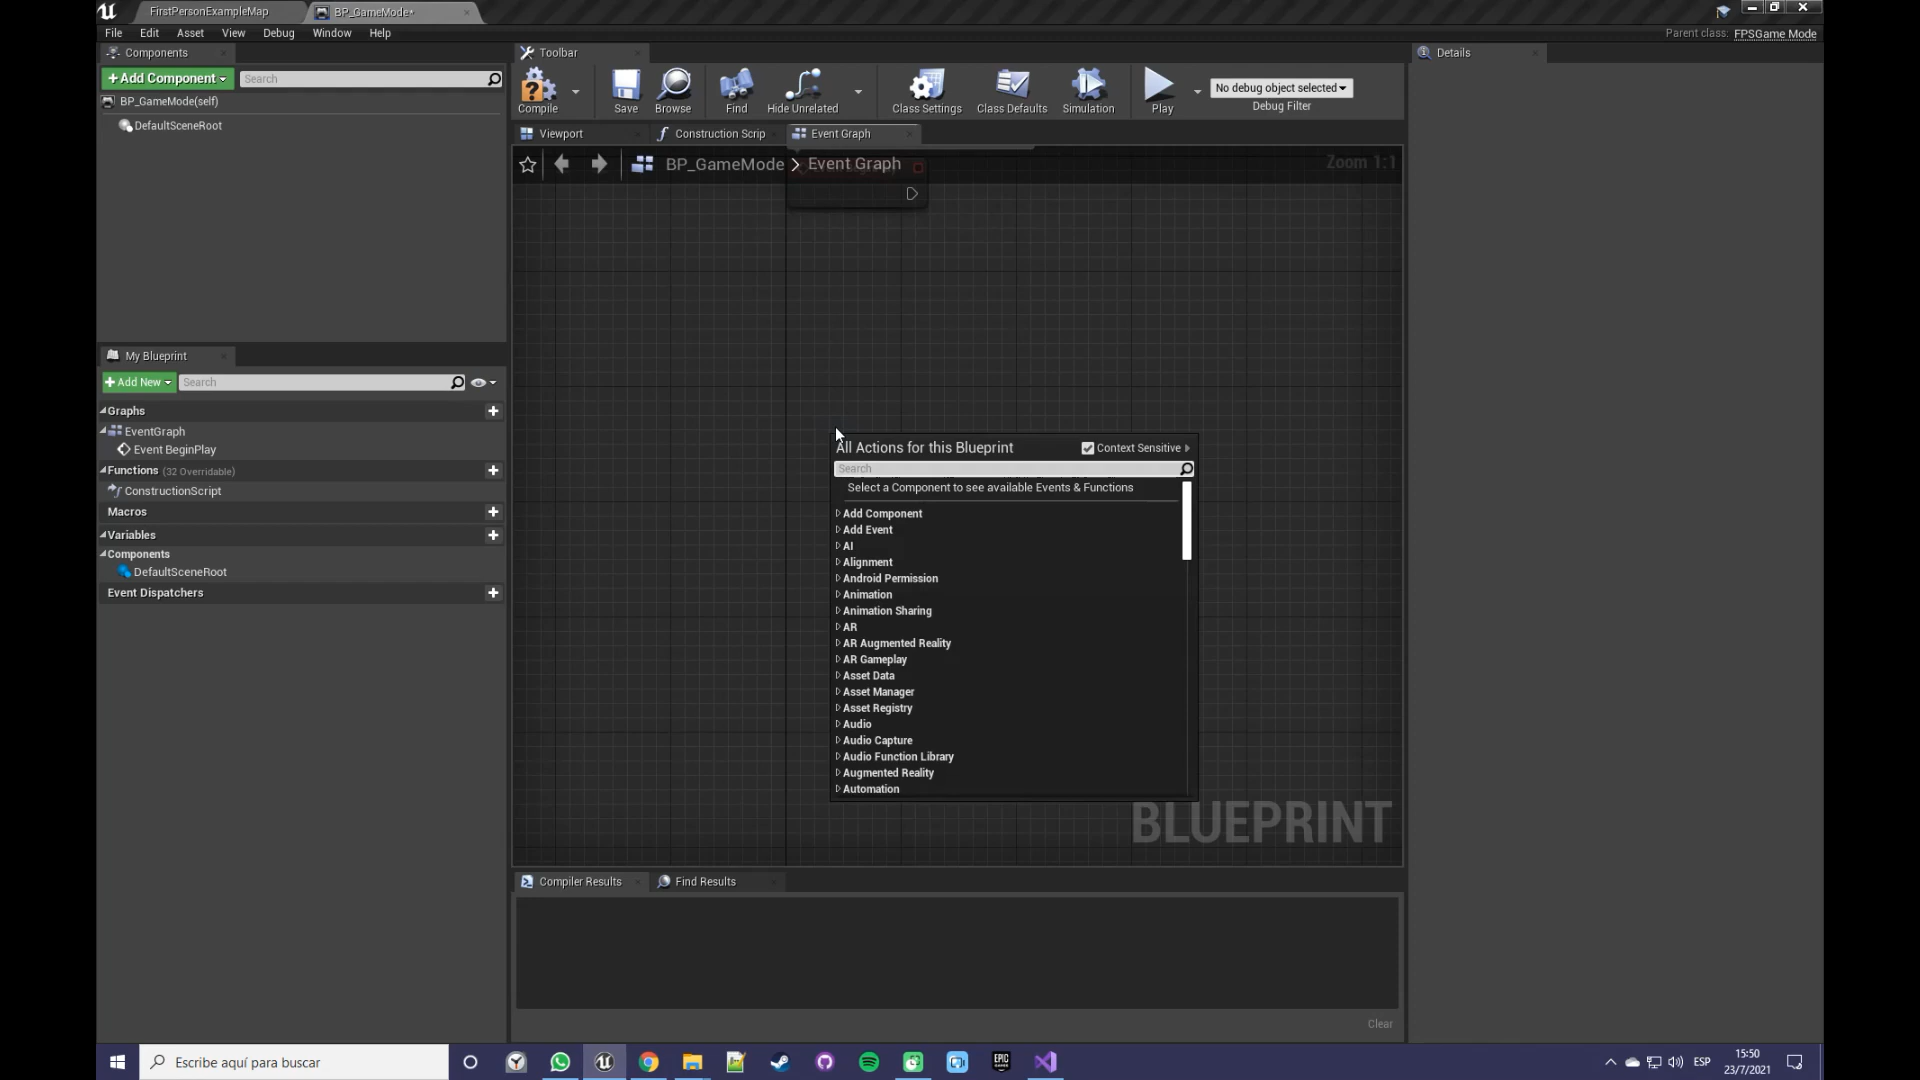 FirstPersonExampleMap
BP_GameMode*
File Edit Asset View Debug Window Help
Parent class: FPSGame Mode
Components
Toolbar
Details
+Add Component
Search
BP_GameMode(self)
DefaultSceneRoot
Compile
Save
Browse
Find
Hide Unrelated
Class Settings
Class Defaults
Simulation
Play
No debug object selected
Debug Filter
Viewport
Construction Scrip
Event Graph
BP_GameMode > Event Graph
Zoom 1:1
My Blueprint
+Add New
Search
Graphs
EventGraph
Event BeginPlay
Functions (32 Overridable)
ConstructionScript
Macros
Variables
Components
DefaultSceneRoot
Event Dispatchers
All Actions for this Blueprint
Context Sensitive
Search
Select a Component to see available Events & Functions
Add Component
Add Event
AI
Alignment
Android Permission
Animation
Animation Sharing
AR
AR Augmented Reality
AR Gameplay
Asset Data
Asset Manager
Asset Registry
Audio
Audio Capture
Audio Function Library
Augmented Reality
Automation
BLUEPRINT
Compiler Results
Find Results
Clear
Escribe aquí para buscar
EPIC GAMES
ESP
15:50
23/7/2021